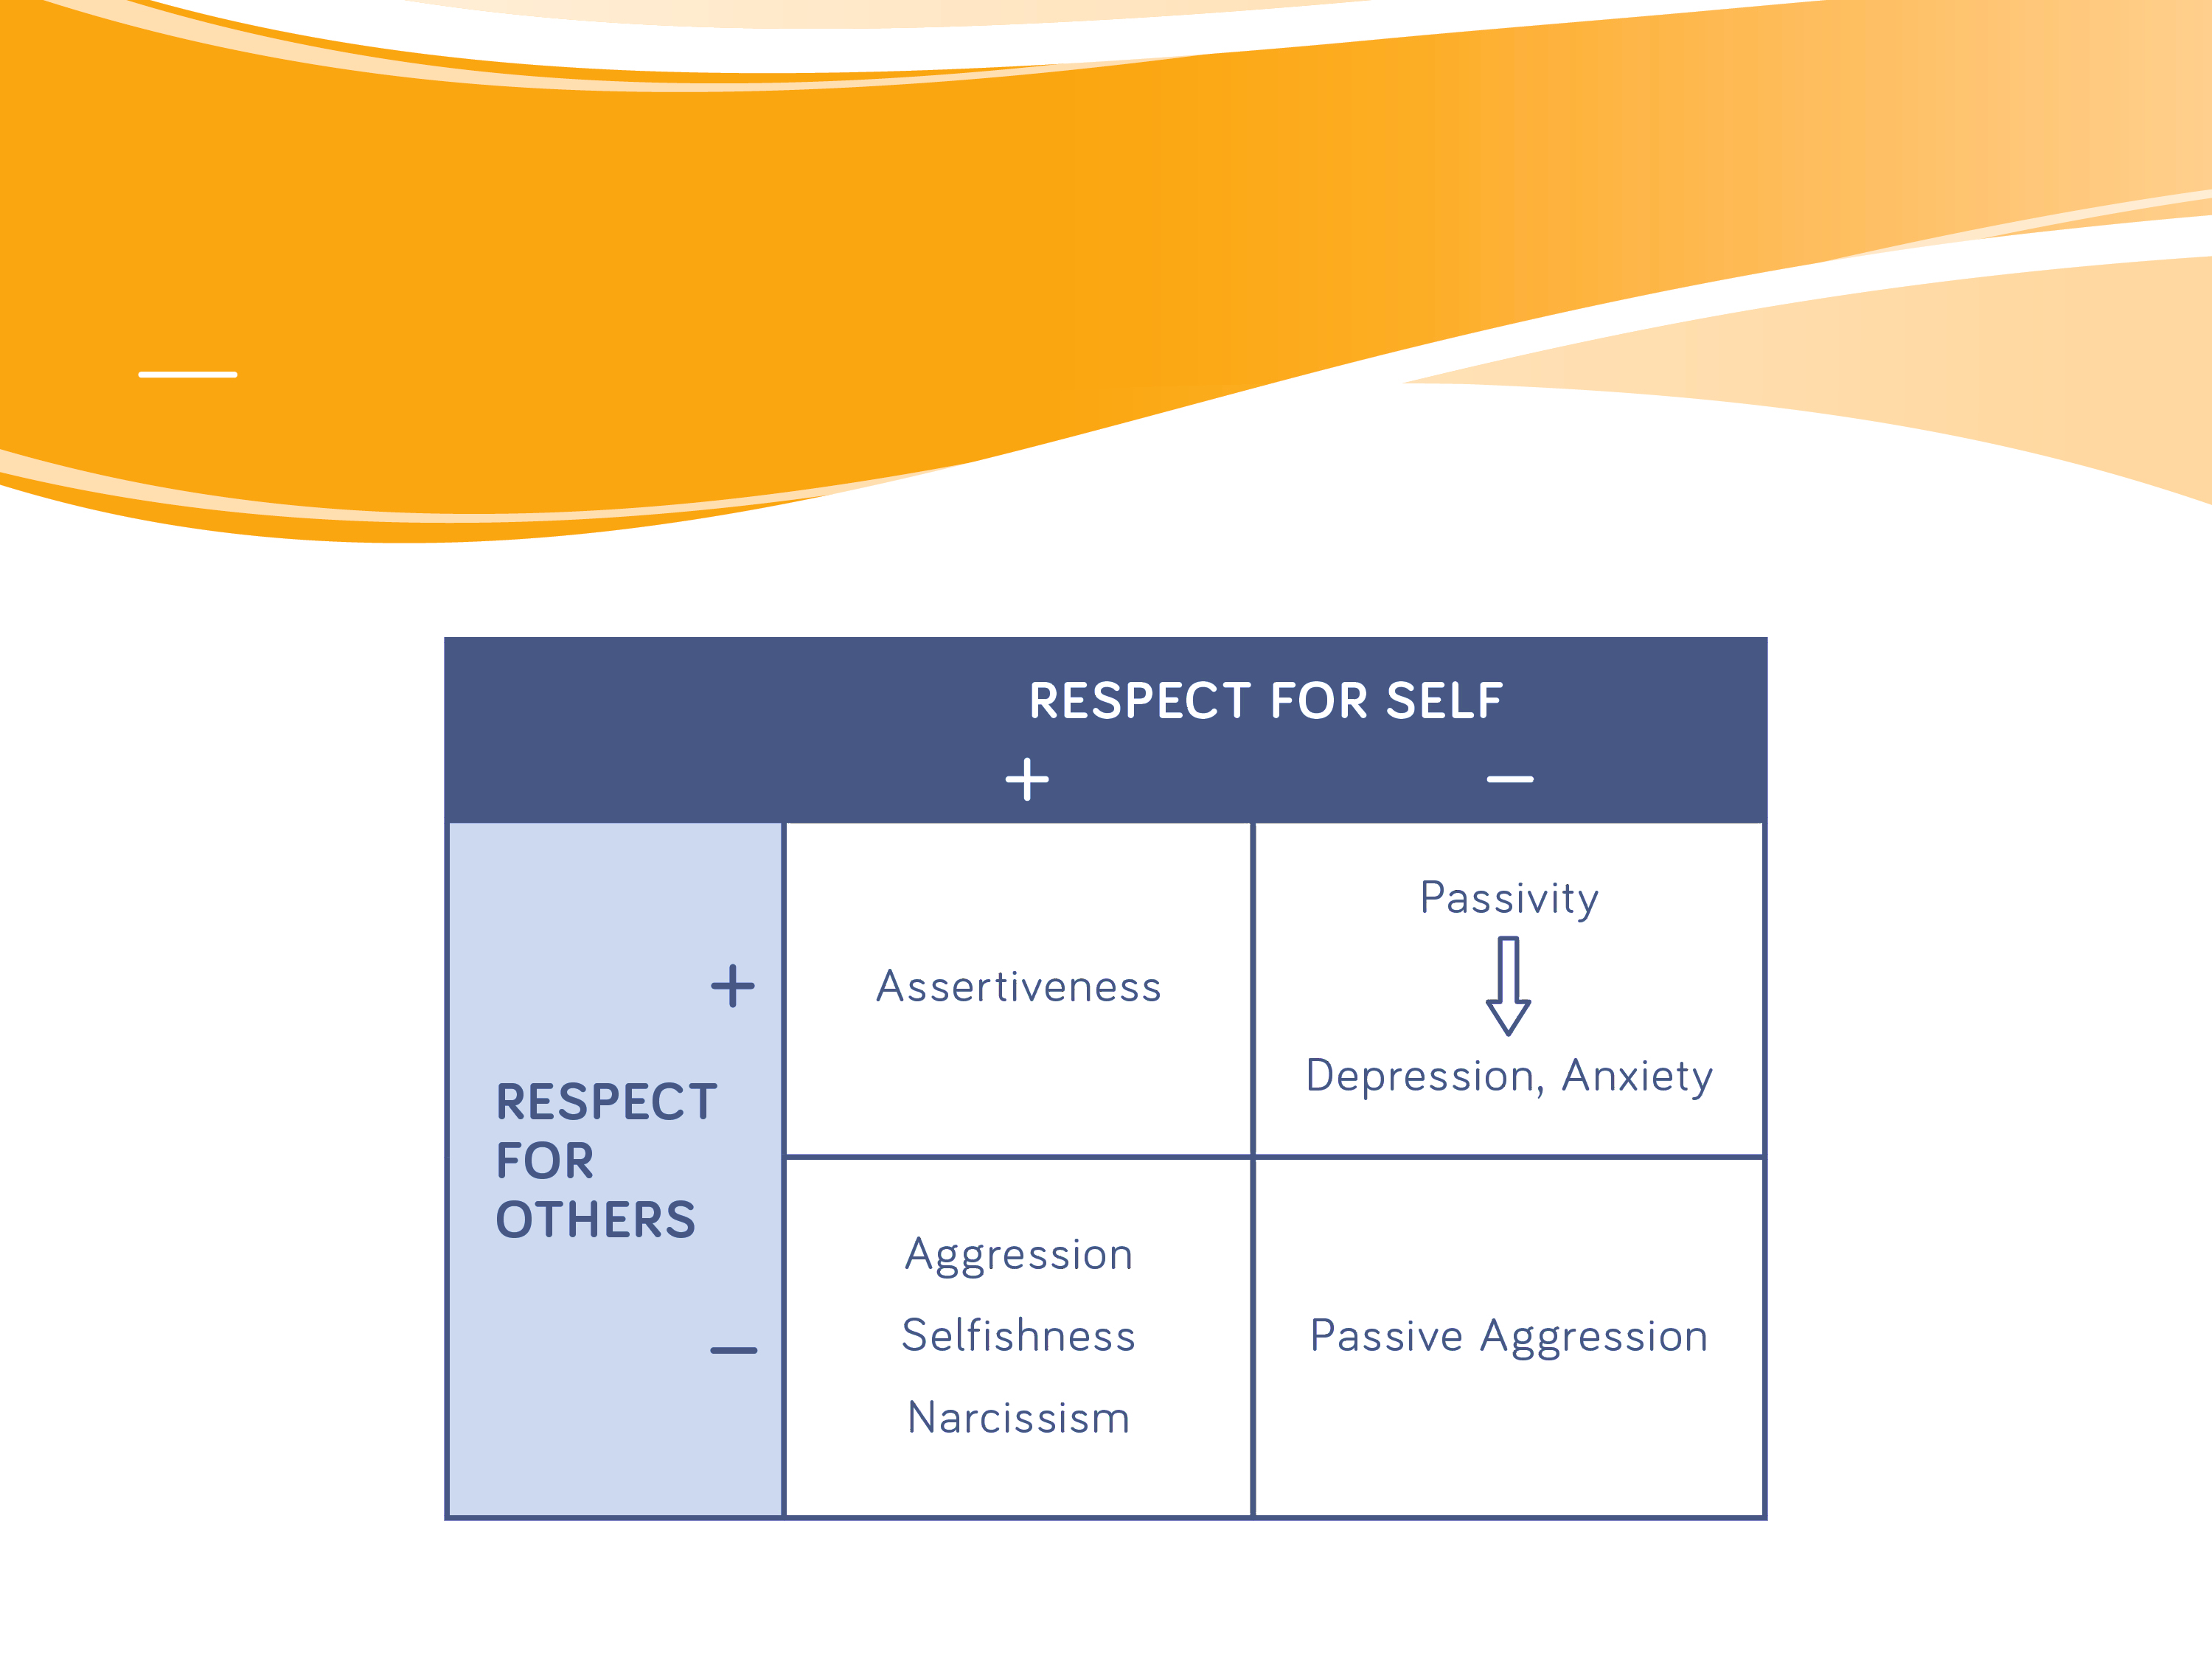 —
RESPECT FOR SELF
+ —
Passivity
+ Assertiveness
Depression, Anxiety
RESPECT
FOR
OTHERS
Aggression
Selfishness
— Passive Aggression
Narcissism